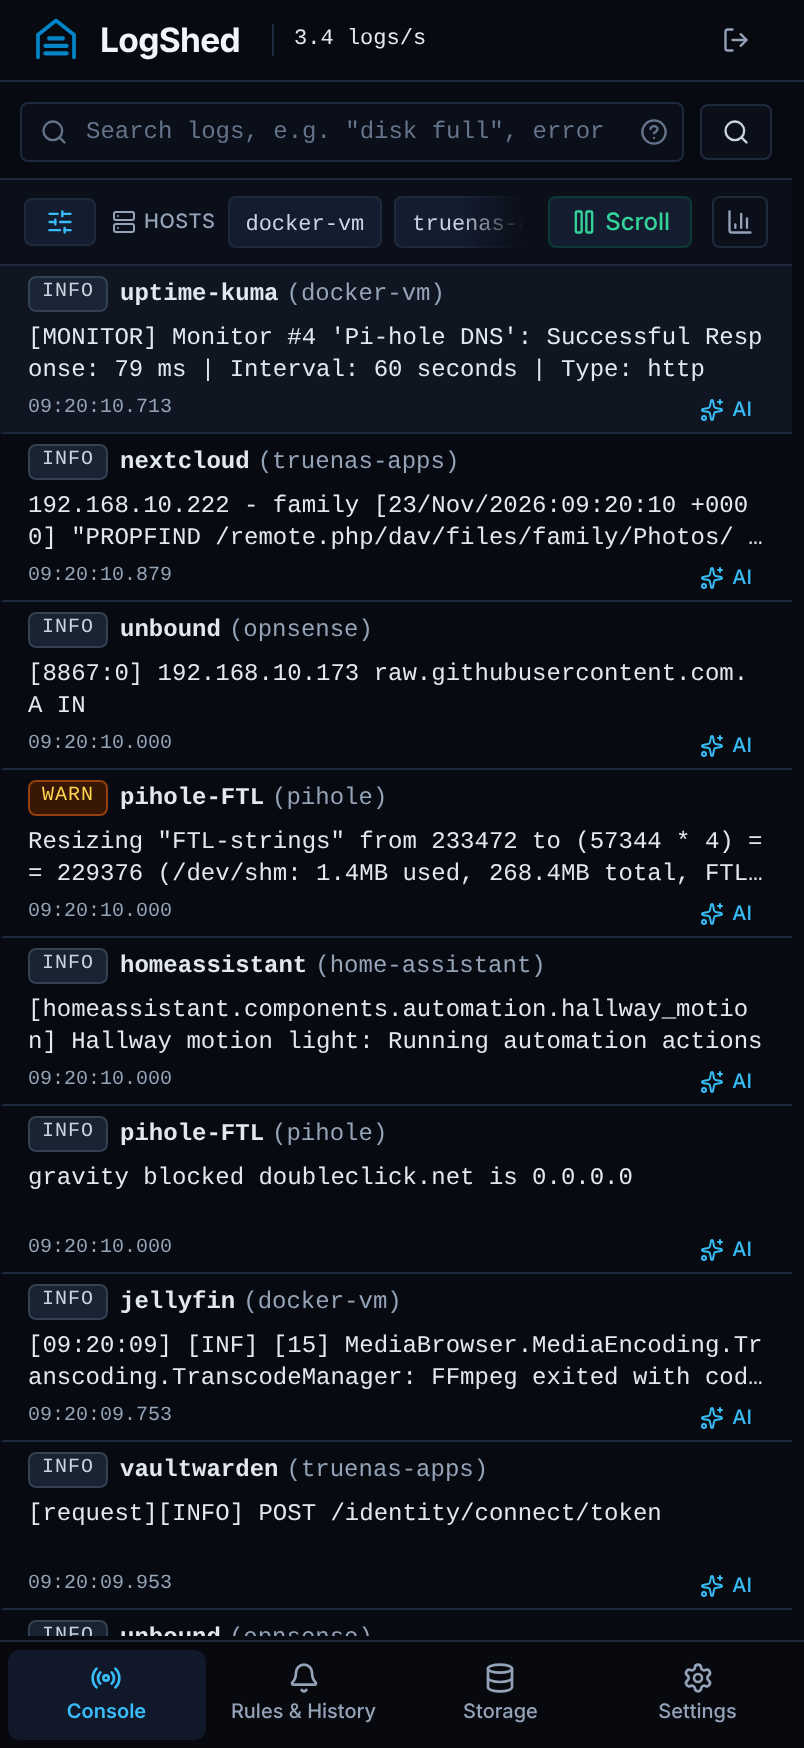 LogShed
3.4 logs/s
Search logs, e.g. "disk full", error
HOSTS
docker-vm
truenas-
Scroll
INFO uptime-kuma (docker-vm)
[MONITOR] Monitor #4 'Pi-hole DNS': Successful Resp
onse: 79 ms | Interval: 60 seconds | Type: http
09:20:10.713
AI
INFO nextcloud (truenas-apps)
192.168.10.222 - family [23/Nov/2026:09:20:10 +000
0] "PROPFIND /remote.php/dav/files/family/Photos/ …
09:20:10.879
AI
INFO unbound (opnsense)
[8867:0] 192.168.10.173 raw.githubusercontent.com.
A IN
09:20:10.000
AI
WARN pihole-FTL (pihole)
Resizing "FTL-strings" from 233472 to (57344 * 4) =
= 229376 (/dev/shm: 1.4MB used, 268.4MB total, FTL…
09:20:10.000
AI
INFO homeassistant (home-assistant)
[homeassistant.components.automation.hallway_motio
n] Hallway motion light: Running automation actions
09:20:10.000
AI
INFO pihole-FTL (pihole)
gravity blocked doubleclick.net is 0.0.0.0
09:20:10.000
AI
INFO jellyfin (docker-vm)
[09:20:09] [INF] [15] MediaBrowser.MediaEncoding.Tr
anscoding.TranscodeManager: FFmpeg exited with cod…
09:20:09.753
AI
INFO vaultwarden (truenas-apps)
[request][INFO] POST /identity/connect/token
09:20:09.953
AI
INFO unbound (opnsense)
Console
Rules & History
Storage
Settings